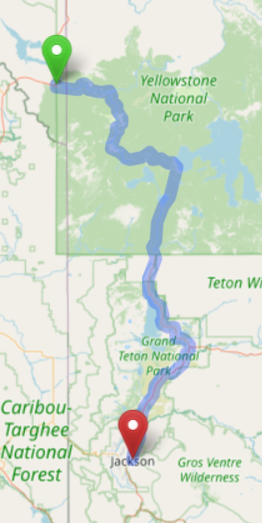 Yellowstone
National
Park
Teton Wi
Grand
Teton National
Park
Caribou-
Targhee
National
Forest
Jackson
Gros Ventre
Wilderness